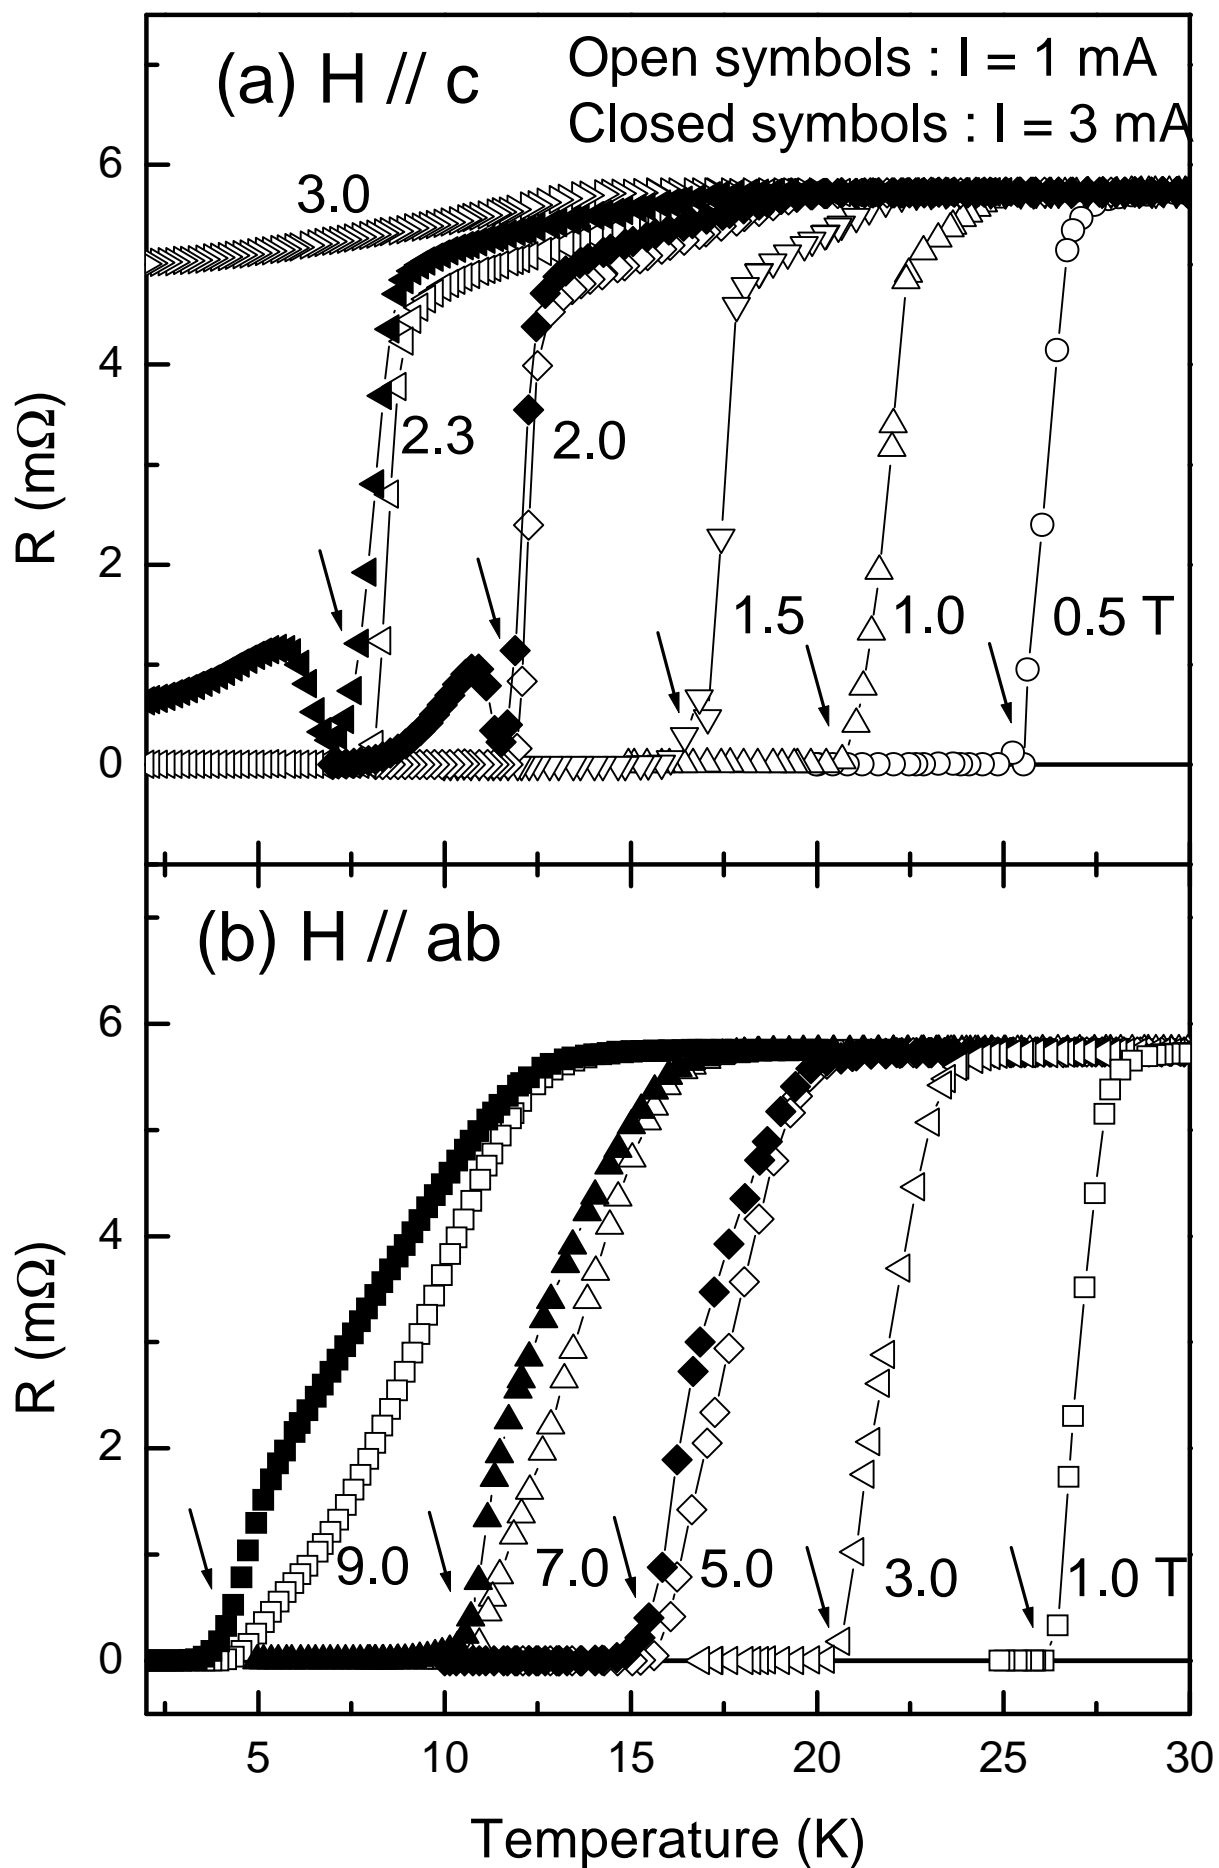 (a) H // c
Open symbols : I = 1 mA
Closed symbols : I = 3 mA
6
3.0
4
2.3
2.0
R (mΩ)
2
1.5
1.0
0.5 T
0
(b) H // ab
6
4
R (mΩ)
2
9.0
7.0
5.0
3.0
1.0 T
0
5
10
15
20
25
30
Temperature (K)